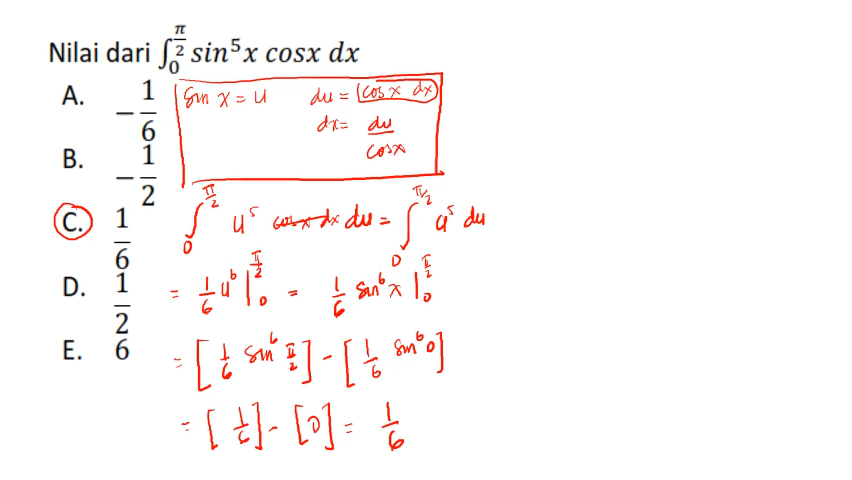 Nilai dari ∫₀^(π/2) sin⁵x cosx dx
A. -1/6
B. -1/2
C. 1/6
D. 1/2
E. 6
sin x = u du = cos x dx
dx = du/cos x
∫₀^(π/2) u⁵ cos x dx du = ∫₀^(π/2) u⁵ du
= 1/6 u⁶ |₀^(π/2) = 1/6 sin⁶ x |₀^(π/2)
= [1/6 sin⁶ π/2] - [1/6 sin⁶ 0]
= [1/6] - [0] = 1/6